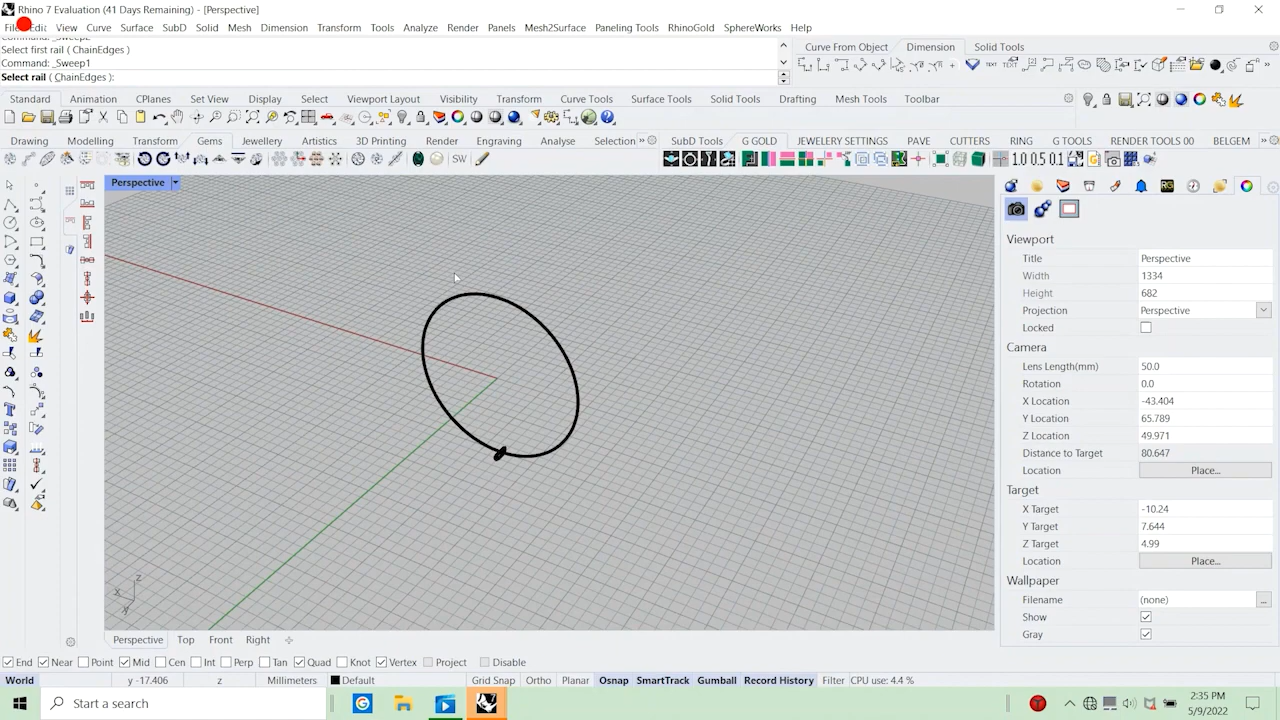 Rhino 7 Evaluation (41 Days Remaining) - [Perspective]
File Edit View Curve Surface SubD Solid Mesh Dimension Transform Tools Analyze Render Panels Mesh2Surface Paneling Tools RhinoGold SphereWorks Help
Select first rail ( ChainEdges )
Command: _Sweep1
Select rail ( ChainEdges ):
Curve From Object Dimension Solid Tools
Standard Animation CPlanes Set View Display Select Viewport Layout Visibility Transform Curve Tools Surface Tools Solid Tools Drafting Mesh Tools Toolbar
Drawing Modelling Transform Gems Jewellery Artistic 3D Printing Render Engraving Analyse Selection SubD Tools G GOLD JEWELERY SETTINGS PAVE CUTTERS RING G TOOLS RENDER TOOLS 00 BELGEM
SW 1.0 0.5 0.1
Perspective
Viewport
Title Perspective
Width 1334
Height 682
Projection Perspective
Locked
Camera
Lens Length(mm) 50.0
Rotation 0.0
X Location -43.404
Y Location 65.789
Z Location 49.971
Distance to Target 80.647
Location Place...
Target
X Target -10.24
Y Target 7.644
Z Target 4.99
Location Place...
Wallpaper
Filename (none) ...
Show
Gray
z
x
y
Perspective Top Front Right
End Near Point Mid Cen Int Perp Tan Quad Knot Vertex Project Disable
World y -17.406 z Millimeters Default Grid Snap Ortho Planar Osnap SmartTrack Gumball Record History Filter CPU use: 4.4 %
Start a search
2:35 PM
5/9/2022